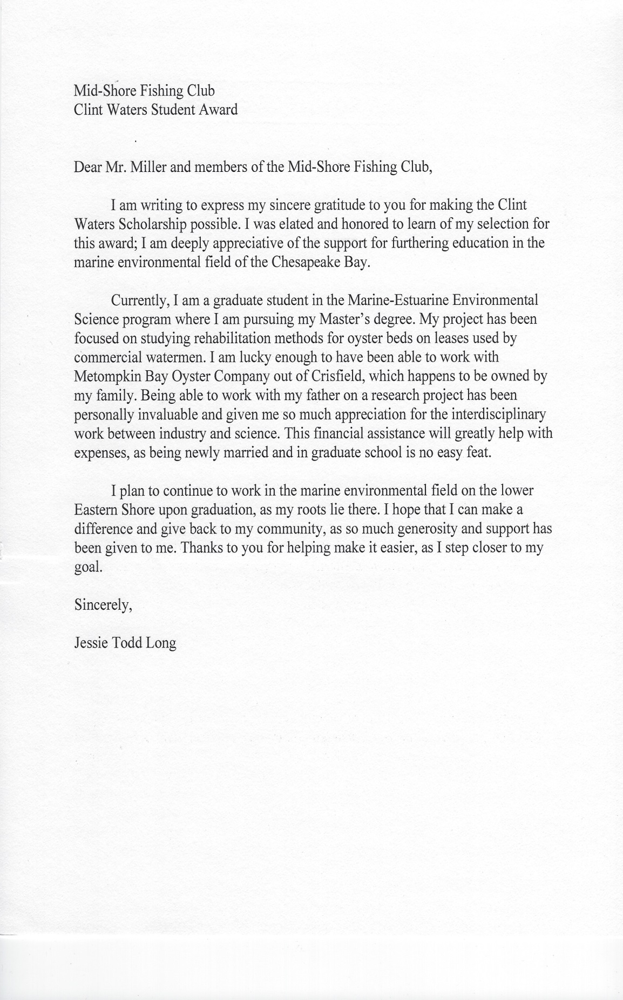 Mid-Shore Fishing Club
Clint Waters Student Award
Dear Mr. Miller and members of the Mid-Shore Fishing Club,
I am writing to express my sincere gratitude to you for making the Clint
Waters Scholarship possible. I was elated and honored to learn of my selection for
this award; I am deeply appreciative of the support for furthering education in the
marine environmental field of the Chesapeake Bay.
Currently, I am a graduate student in the Marine-Estuarine Environmental
Science program where I am pursuing my Master's degree. My project has been
focused on studying rehabilitation methods for oyster beds on leases used by
commercial watermen. I am lucky enough to have been able to work with
Metompkin Bay Oyster Company out of Crisfield, which happens to be owned by
my family. Being able to work with my father on a research project has been
personally invaluable and given me so much appreciation for the interdisciplinary
work between industry and science. This financial assistance will greatly help with
expenses, as being newly married and in graduate school is no easy feat.
I plan to continue to work in the marine environmental field on the lower
Eastern Shore upon graduation, as my roots lie there. I hope that I can make a
difference and give back to my community, as so much generosity and support has
been given to me. Thanks to you for helping make it easier, as I step closer to my
goal.
Sincerely,
Jessie Todd Long